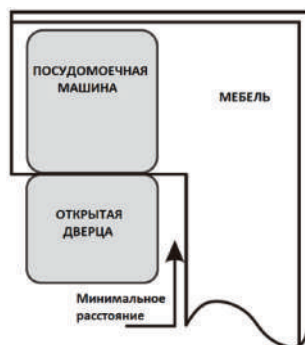 ПОСУДОМОЕЧНАЯ
МАШИНА
МЕБЕЛЬ
ОТКРЫТАЯ
ДВЕРЦА
Минимальное
расстояние